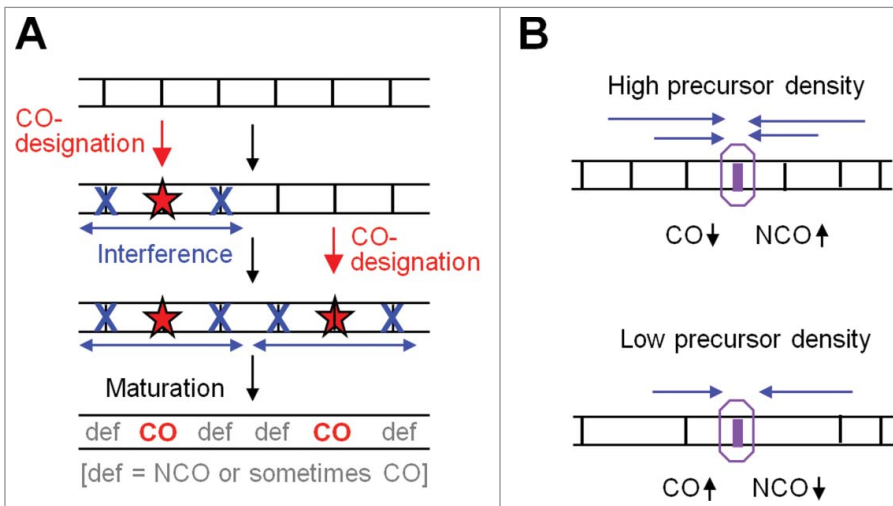 A
CO-
designation
Interference
CO-
designation
Maturation
def CO def def CO def
[def = NCO or sometimes CO]
B
High precursor density
CO↓ NCO↑
Low precursor density
CO↑ NCO↓